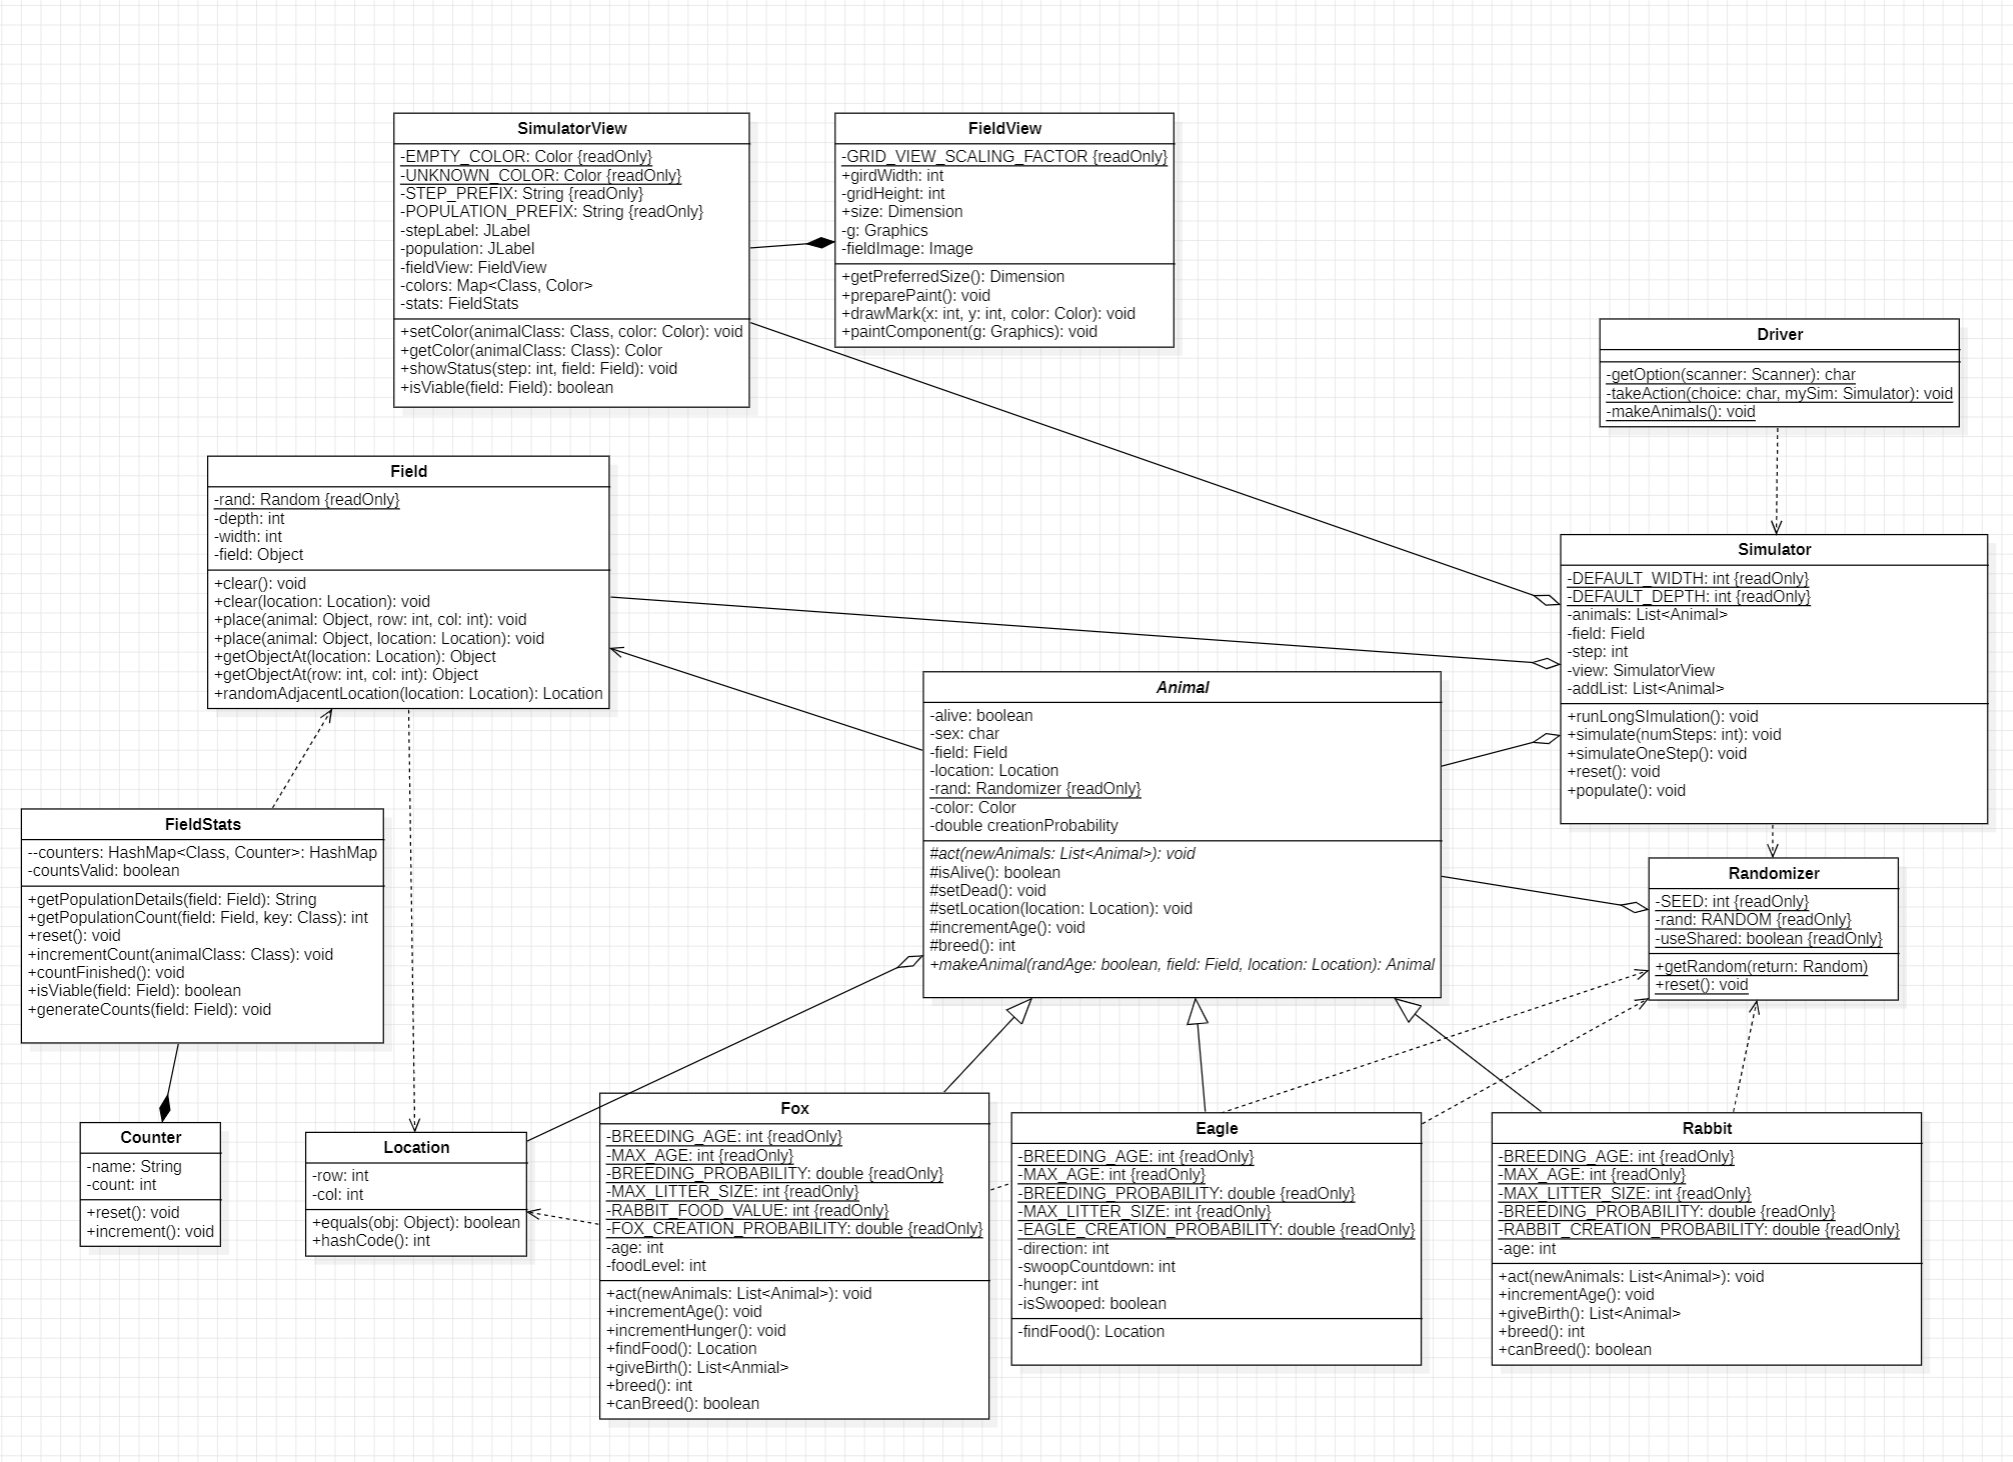 SimulatorView
-EMPTY_COLOR: Color {readOnly}
-UNKNOWN_COLOR: Color {readOnly}
-STEP_PREFIX: String {readOnly}
-POPULATION_PREFIX: String {readOnly}
-stepLabel: JLabel
-population: JLabel
-fieldView: FieldView
-colors: Map<Class, Color>
-stats: FieldStats
+setColor(animalClass: Class, color: Color): void
+getColor(animalClass: Class): Color
+showStatus(step: int, field: Field): void
+isViable(field: Field): boolean
FieldView
-GRID_VIEW_SCALING_FACTOR {readOnly}
+girdWidth: int
-gridHeight: int
+size: Dimension
-g: Graphics
-fieldImage: Image
+getPreferredSize(): Dimension
+preparePaint(): void
+drawMark(x: int, y: int, color: Color): void
+paintComponent(g: Graphics): void
Driver
-getOption(scanner: Scanner): char
-takeAction(choice: char, mySim: Simulator): void
-makeAnimals(): void
Field
-rand: Random {readOnly}
-depth: int
-width: int
-field: Object
+clear(): void
+clear(location: Location): void
+place(animal: Object, row: int, col: int): void
+place(animal: Object, location: Location): void
+getObjectAt(location: Location): Object
+getObjectAt(row: int, col: int): Object
+randomAdjacentLocation(location: Location): Location
Simulator
-DEFAULT_WIDTH: int {readOnly}
-DEFAULT_DEPTH: int {readOnly}
-animals: List<Animal>
-field: Field
-step: int
-view: SimulatorView
-addList: List<Animal>
+runLongSImulation(): void
+simulate(numSteps: int): void
+simulateOneStep(): void
+reset(): void
+populate(): void
Animal
-alive: boolean
-sex: char
-field: Field
-location: Location
-rand: Randomizer {readOnly}
-color: Color
-double creationProbability
#act(newAnimals: List<Animal>): void
#isAlive(): boolean
#setDead(): void
#setLocation(location: Location): void
#incrementAge(): void
#breed(): int
+makeAnimal(randAge: boolean, field: Field, location: Location): Animal
FieldStats
--counters: HashMap<Class, Counter>: HashMap
-countsValid: boolean
+getPopulationDetails(field: Field): String
+getPopulationCount(field: Field, key: Class): int
+reset(): void
+incrementCount(animalClass: Class): void
+countFinished(): void
+isViable(field: Field): boolean
+generateCounts(field: Field): void
Randomizer
-SEED: int {readOnly}
-rand: RANDOM {readOnly}
-useShared: boolean {readOnly}
+getRandom(return: Random)
+reset(): void
Counter
-name: String
-count: int
+reset(): void
+increment(): void
Location
-row: int
-col: int
+equals(obj: Object): boolean
+hashCode(): int
Fox
-BREEDING_AGE: int {readOnly}
-MAX_AGE: int {readOnly}
-BREEDING_PROBABILITY: double {readOnly}
-MAX_LITTER_SIZE: int {readOnly}
-RABBIT_FOOD_VALUE: int {readOnly}
-FOX_CREATION_PROBABILITY: double {readOnly}
-age: int
-foodLevel: int
+act(newAnimals: List<Animal>): void
+incrementAge(): void
+incrementHunger(): void
+findFood(): Location
+giveBirth(): List<Anmial>
+breed(): int
+canBreed(): boolean
Eagle
-BREEDING_AGE: int {readOnly}
-MAX_AGE: int {readOnly}
-BREEDING_PROBABILITY: double {readOnly}
-MAX_LITTER_SIZE: int {readOnly}
-EAGLE_CREATION_PROBABILITY: double {readOnly}
-direction: int
-swoopCountdown: int
-hunger: int
-isSwooped: boolean
-findFood(): Location
Rabbit
-BREEDING_AGE: int {readOnly}
-MAX_AGE: int {readOnly}
-MAX_LITTER_SIZE: int {readOnly}
-BREEDING_PROBABILITY: double {readOnly}
-RABBIT_CREATION_PROBABILITY: double {readOnly}
-age: int
+act(newAnimals: List<Animal>): void
+incrementAge(): void
+giveBirth(): List<Animal>
+breed(): int
+canBreed(): boolean